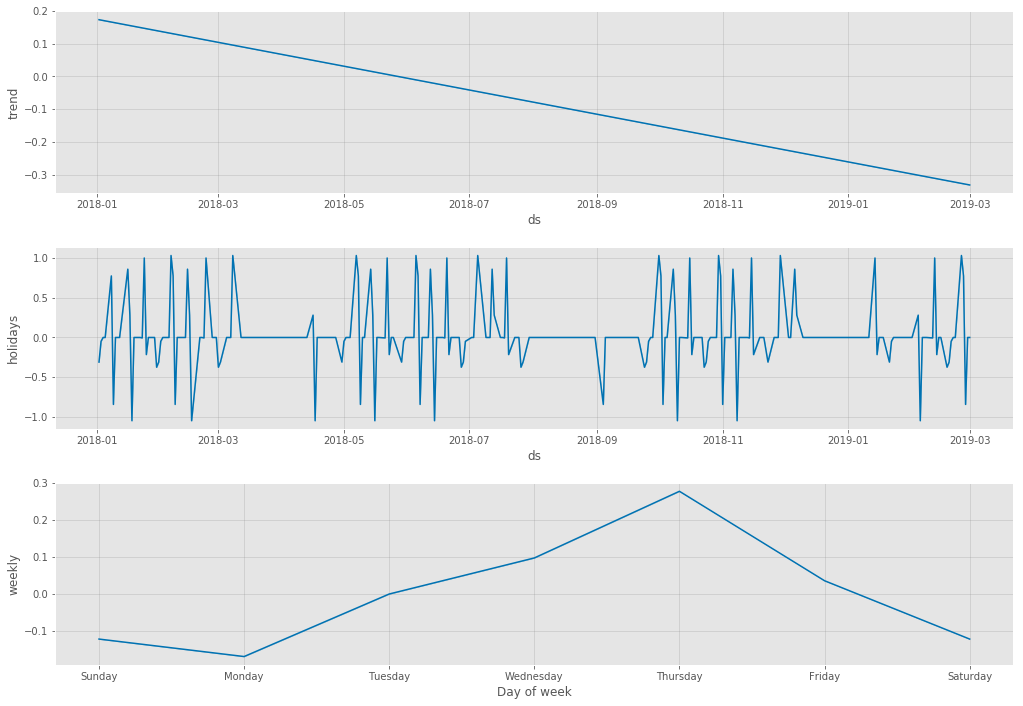 trend
0.2
0.1
0.0
−0.1
−0.2
−0.3
2018-01 2018-03 2018-05 2018-07 2018-09 2018-11 2019-01 2019-03
ds
holidays
1.0
0.5
0.0
−0.5
−1.0
2018-01 2018-03 2018-05 2018-07 2018-09 2018-11 2019-01 2019-03
ds
weekly
0.3
0.2
0.1
0.0
−0.1
Sunday Monday Tuesday Wednesday Thursday Friday Saturday
Day of week